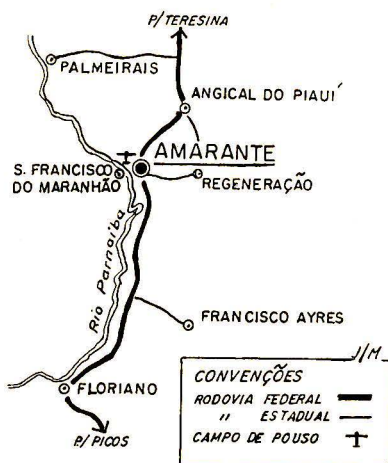 P/ TERESINA
PALMEIRAIS
ANGICAL DO PIAUÍ
AMARANTE
S. FRANCISCO
DO MARANHÃO
REGENERAÇÃO
Rio Parnaíba
FRANCISCO AYRES
FLORIANO
P/ PICOS
J/M
CONVENÇÕES
RODOVIA FEDERAL
" ESTADUAL
CAMPO DE POUSO